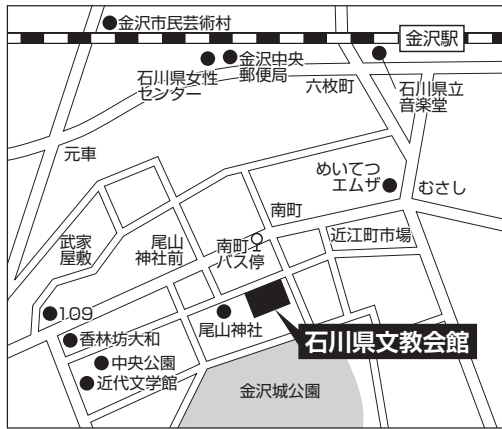 金沢市民芸術村
金沢駅
石川県女性
センター
金沢中央
郵便局
六枚町
石川県立
音楽堂
元車
めいてつ
エムザ
むさし
南町
武家
屋敷
尾山
神社前
南町
バス停
近江町市場
109
香林坊大和
尾山神社
石川県文教会館
中央公園
近代文学館
金沢城公園